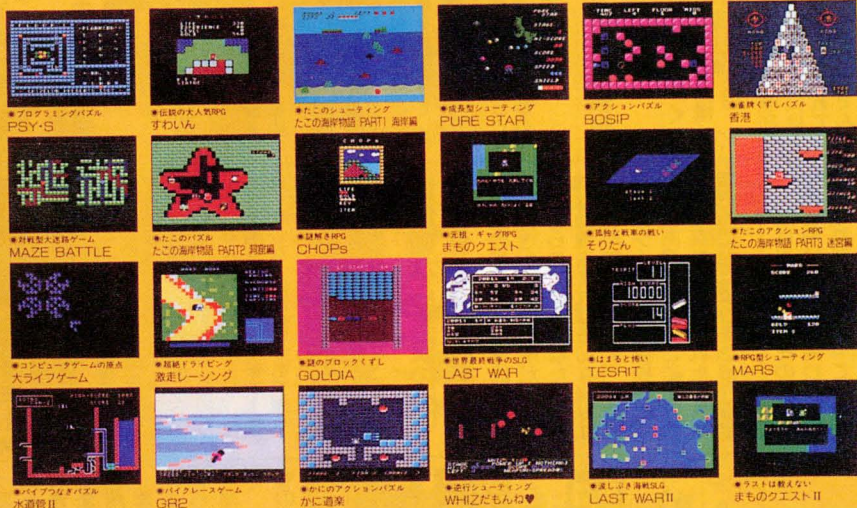 ●プログラミングパズル
PSY・S
●伝説の大人気RPG
すわいん
●たこのシューティング
たこの海岸物語 PART1 海岸編
●成長型シューティング
PURE STAR
●アクションパズル
BOSIP
●雀牌くずしパズル
香港
●対戦型大迷路ゲーム
MAZE BATTLE
●たこのパズル
たこの海岸物語 PART2 洞窟編
CHOPs
●謎解きRPG
CHOPs
●元祖・ギャグRPG
まものクエスト
●孤独な戦車の戦い
そりたん
●たこのアクションRPG
たこの海岸物語 PART3 迷宮編
●コンピュータゲームの原点
大ライフゲーム
●超絶ドライビング
激走レーシング
●謎のブロックくずし
GOLDIA
●世界最終戦争のSLG
LAST WAR
TESRIT
11
10000
14
●はまると怖い
TESRIT
MARS
●RPG型シューティング
MARS
●パイプつなぎパズル
水道管II
●バイクレースゲーム
GR2
●かにのアクションパズル
かに道楽
●逆行シューティング
WHIZだもんね♥
●波しぶき海戦SLG
LAST WARII
●ラストは教えない
まものクエストII